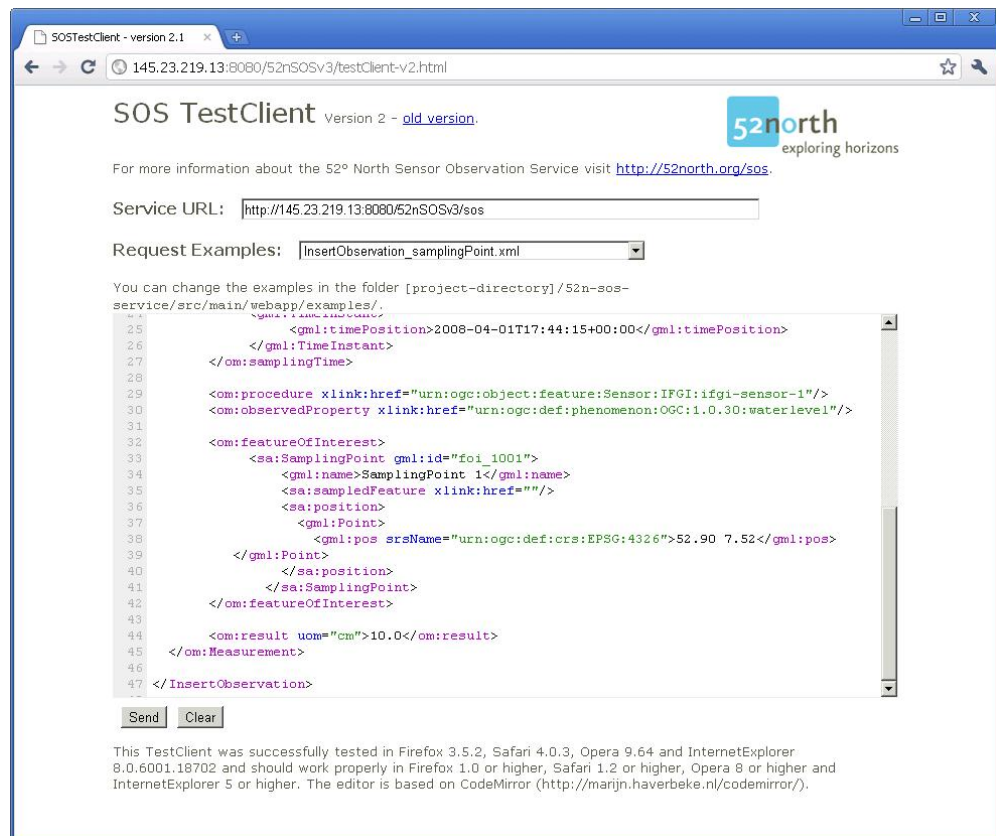 SOSTestClient - version 2.1
145.23.219.13:8080/52nSOSv3/testClient-v2.html
SOS TestClient Version 2 - old version.
52north
exploring horizons
For more information about the 52º North Sensor Observation Service visit http://52north.org/sos.
Service URL: http://145.23.219.13:8080/52nSOSv3/sos
Request Examples: InsertObservation_samplingPoint.xml
You can change the examples in the folder [project-directory]/52n-sos-
service/src/main/webapp/examples/.
24 <gml:TimeInstant>
25 <gml:timePosition>2008-04-01T17:44:15+00:00</gml:timePosition>
26 </gml:TimeInstant>
27 </om:samplingTime>
28
29 <om:procedure xlink:href="urn:ogc:object:feature:Sensor:IFGI:ifgi-sensor-1"/>
30 <om:observedProperty xlink:href="urn:ogc:def:phenomenon:OGC:1.0.30:waterlevel"/>
31
32 <om:featureOfInterest>
33 <sa:SamplingPoint gml:id="foi_1001">
34 <gml:name>SamplingPoint 1</gml:name>
35 <sa:sampledFeature xlink:href=""/>
36 <sa:position>
37 <gml:Point>
38 <gml:pos srsName="urn:ogc:def:crs:EPSG:4326">52.90 7.52</gml:pos>
39 </gml:Point>
40 </sa:position>
41 </sa:SamplingPoint>
42 </om:featureOfInterest>
43
44 <om:result uom="cm">10.0</om:result>
45 </om:Measurement>
46
47 </InsertObservation>
Send Clear
This TestClient was successfully tested in Firefox 3.5.2, Safari 4.0.3, Opera 9.64 and InternetExplorer
8.0.6001.18702 and should work properly in Firefox 1.0 or higher, Safari 1.2 or higher, Opera 8 or higher and
InternetExplorer 5 or higher. The editor is based on CodeMirror (http://marijn.haverbeke.nl/codemirror/).